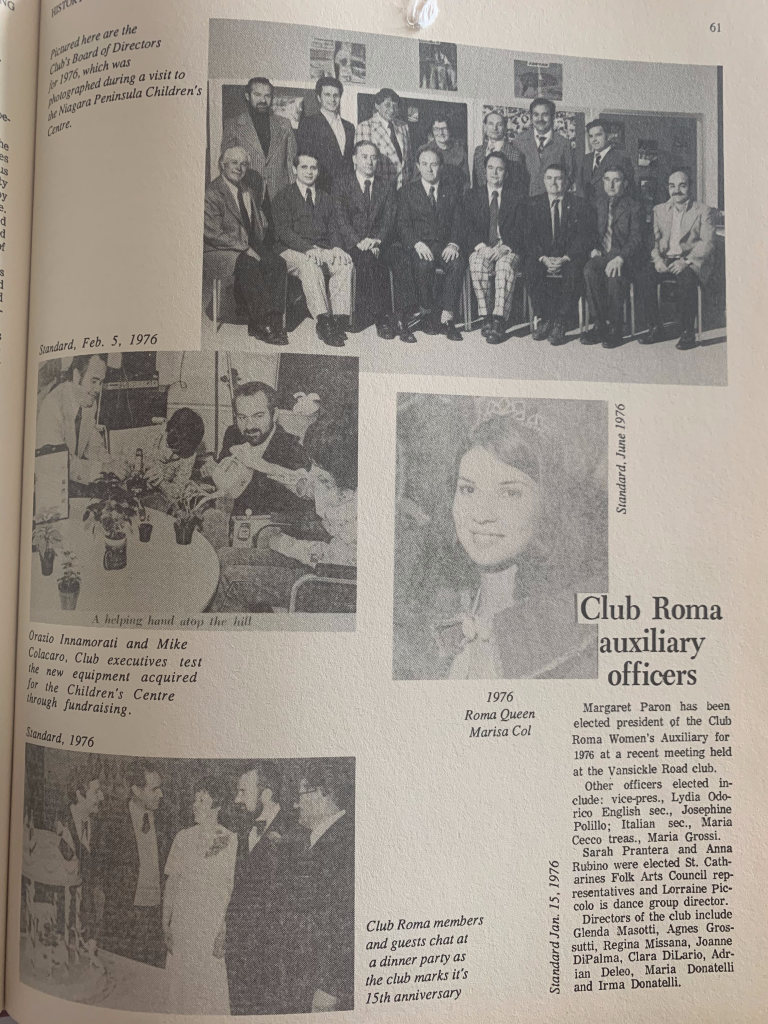 61
Pictured here are the
Club's Board of Directors
for 1976, which was
photographed during a visit to
the Niagara Peninsula Children's
Centre.
Standard, Feb. 5, 1976
A helping hand atop the hill
Orazio Innamorati and Mike
Colacaro, Club executives test
the new equipment acquired
for the Children's Centre
through fundraising.
Standard, June 1976
1976
Roma Queen
Marisa Col
Standard, 1976
Club Roma members
and guests chat at
a dinner party as
the club marks it's
15th anniversary
Club Roma
auxiliary
officers
Margaret Paron has been
elected president of the Club
Roma Women's Auxiliary for
1976 at a recent meeting held
at the Vansickle Road club.
Other officers elected in-
clude: vice-pres., Lydia Odo-
rico English sec., Josephine
Polillo; Italian sec., Maria
Cecco treas., Maria Grossi.
Sarah Prantera and Anna
Rubino were elected St. Cath-
arines Folk Arts Council rep-
resentatives and Lorraine Pic-
colo is dance group director.
Directors of the club include
Glenda Masotti, Agnes Gros-
sutti, Regina Missana, Joanne
DiPalma, Clara DiLario, Adr-
ian Deleo, Maria Donatelli
and Irma Donatelli.
Standard Jan. 15, 1976